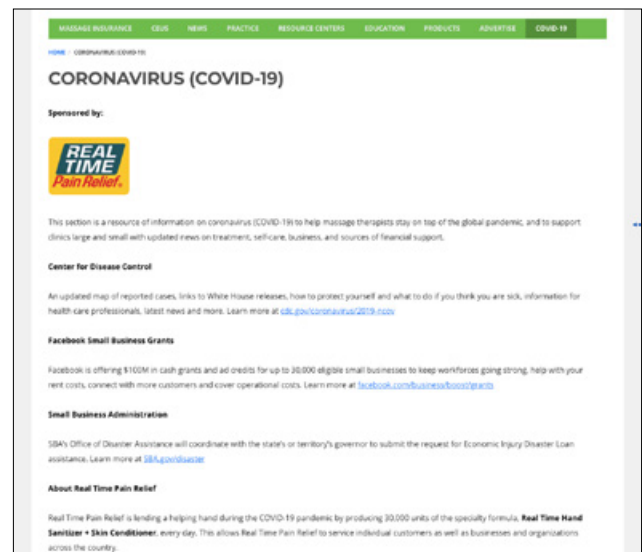 MASSAGE INSURANCE CEUS NEWS PRACTICE RESOURCE CENTERS EDUCATION PRODUCTS ADVERTISE COVID-19
HOME / CORONAVIRUS (COVID-19)
CORONAVIRUS (COVID-19)
Sponsored by:
REAL
TIME
Pain Relief.
This section is a resource of information on coronavirus (COVID-19) to help massage therapists stay on top of the global pandemic, and to support
clinics large and small with updated news on treatment, self-care, business, and sources of financial support.
Center for Disease Control
An updated map of reported cases, links to White House releases, how to protect yourself and what to do if you think you are sick, information for
health care professionals, latest news and more. Learn more at cdc.gov/coronavirus/2019-ncov
Facebook Small Business Grants
Facebook is offering $100M in cash grants and ad credits for up to 30,000 eligible small businesses to keep workforces going strong, help with your
rent costs, connect with more customers and cover operational costs. Learn more at facebook.com/business/boost/grants
Small Business Administration
SBA's Office of Disaster Assistance will coordinate with the state's or territory's governor to submit the request for Economic Injury Disaster Loan
assistance. Learn more at SBA.gov/disaster
About Real Time Pain Relief
Real Time Pain Relief is lending a helping hand during the COVID-19 pandemic by producing 30,000 units of the specialty formula, Real Time Hand
Sanitizer + Skin Conditioner, every day. This allows Real Time Pain Relief to service individual customers as well as businesses and organizations
across the country.